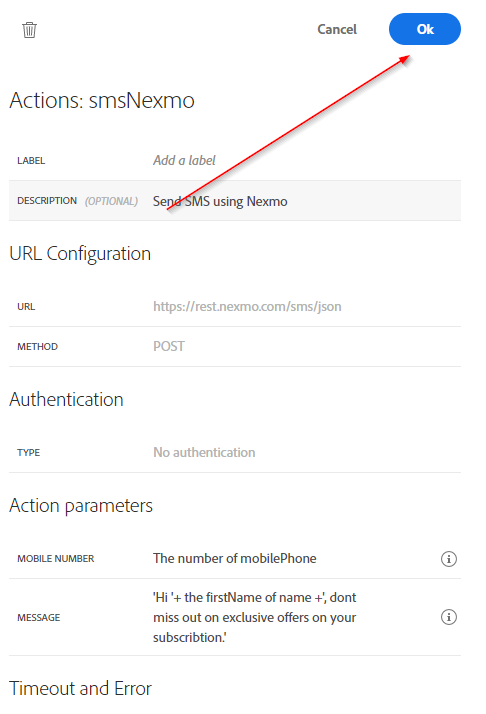 Cancel Ok
Actions: smsNexmo
LABEL Add a label
DESCRIPTION (OPTIONAL) Send SMS using Nexmo
URL Configuration
URL https://rest.nexmo.com/sms/json
METHOD POST
Authentication
TYPE No authentication
Action parameters
MOBILE NUMBER The number of mobilePhone
'Hi '+ the firstName of name +', dont
MESSAGE miss out on exclusive offers on your
subscribtion.'
Timeout and Error